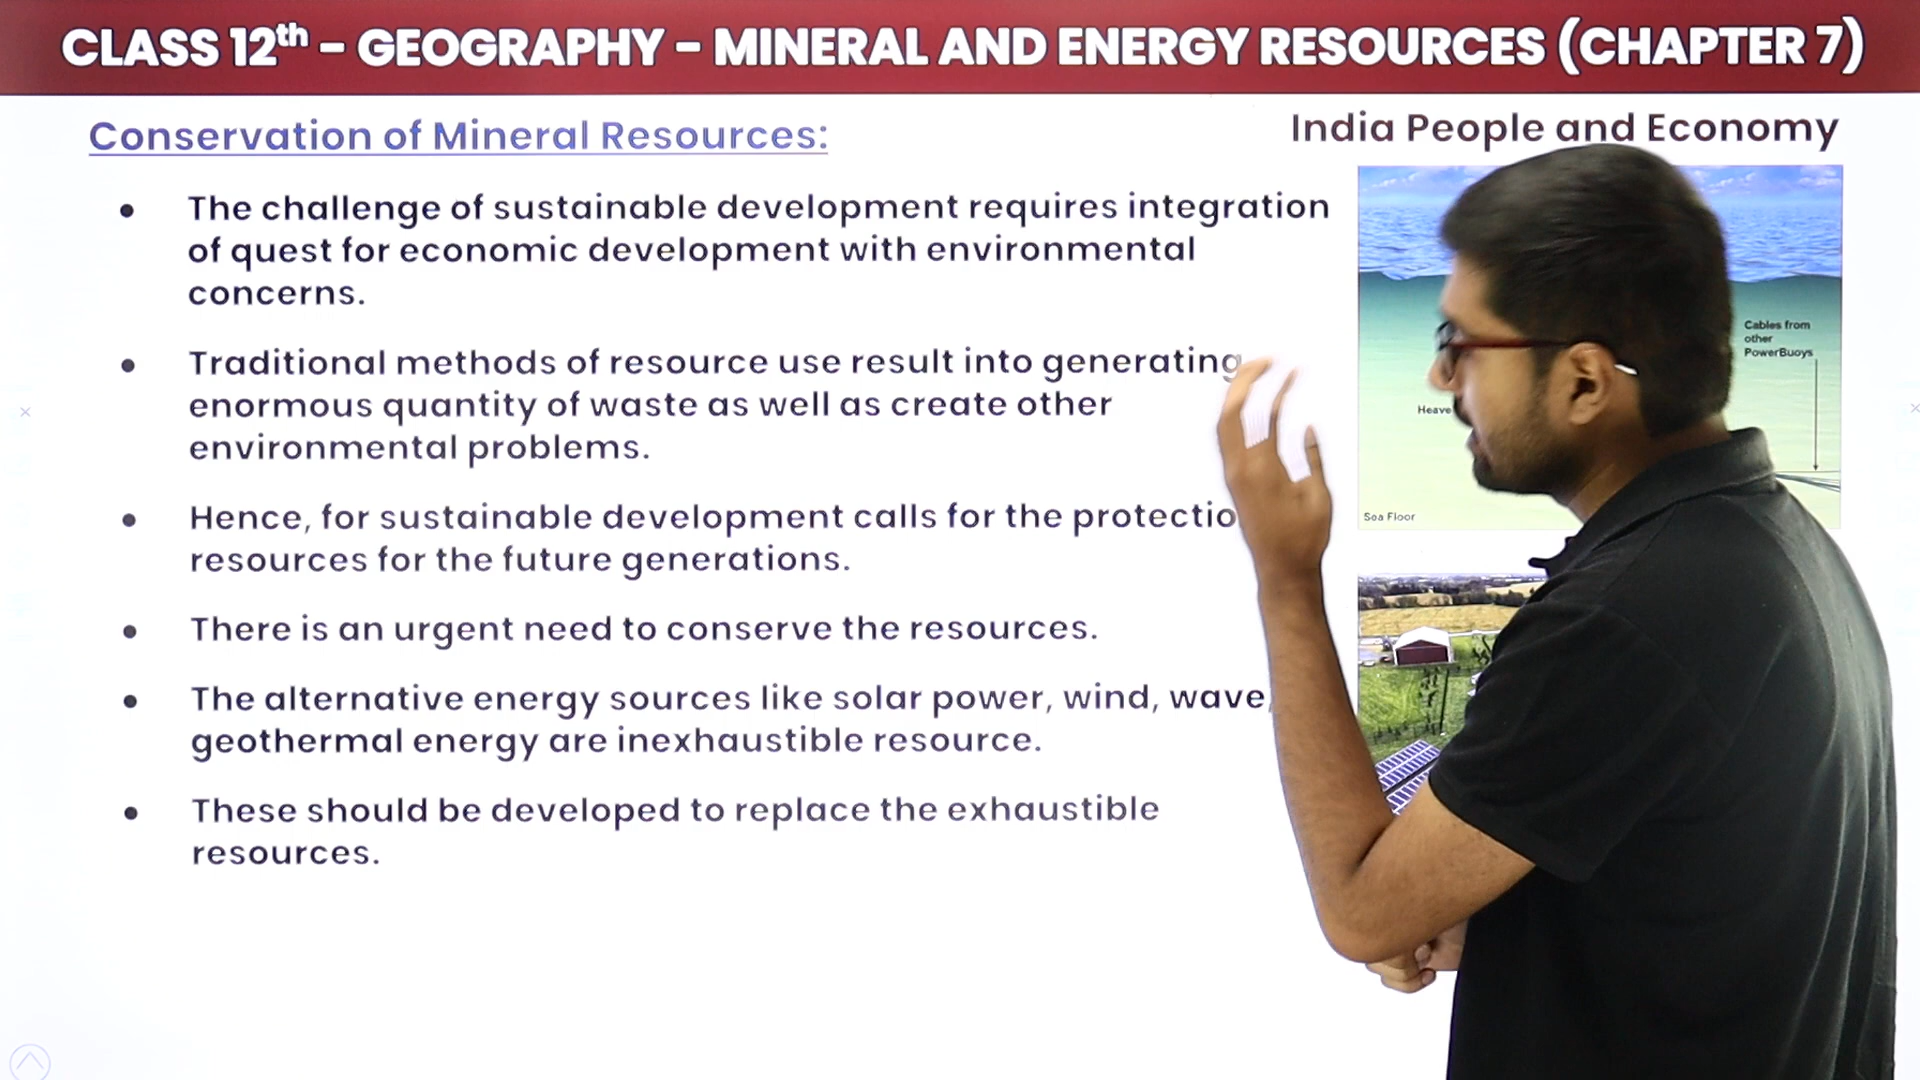 CLASS 12th - GEOGRAPHY - MINERAL AND ENERGY RESOURCES (CHAPTER 7)
Conservation of Mineral Resources:
India People and Economy
• The challenge of sustainable development requires integration
of quest for economic development with environmental
concerns.
• Traditional methods of resource use result into generating
enormous quantity of waste as well as create other
environmental problems.
• Hence, for sustainable development calls for the
resources for the future generations.
• There is an urgent need to conserve the resources.
• The alternative energy sources like solar power, wind, wave,
geothermal energy are inexhaustible resource.
• These should be developed to replace the exhaustible
resources.
Cables from
other
PowerBuoys
Heave
Sea Floor